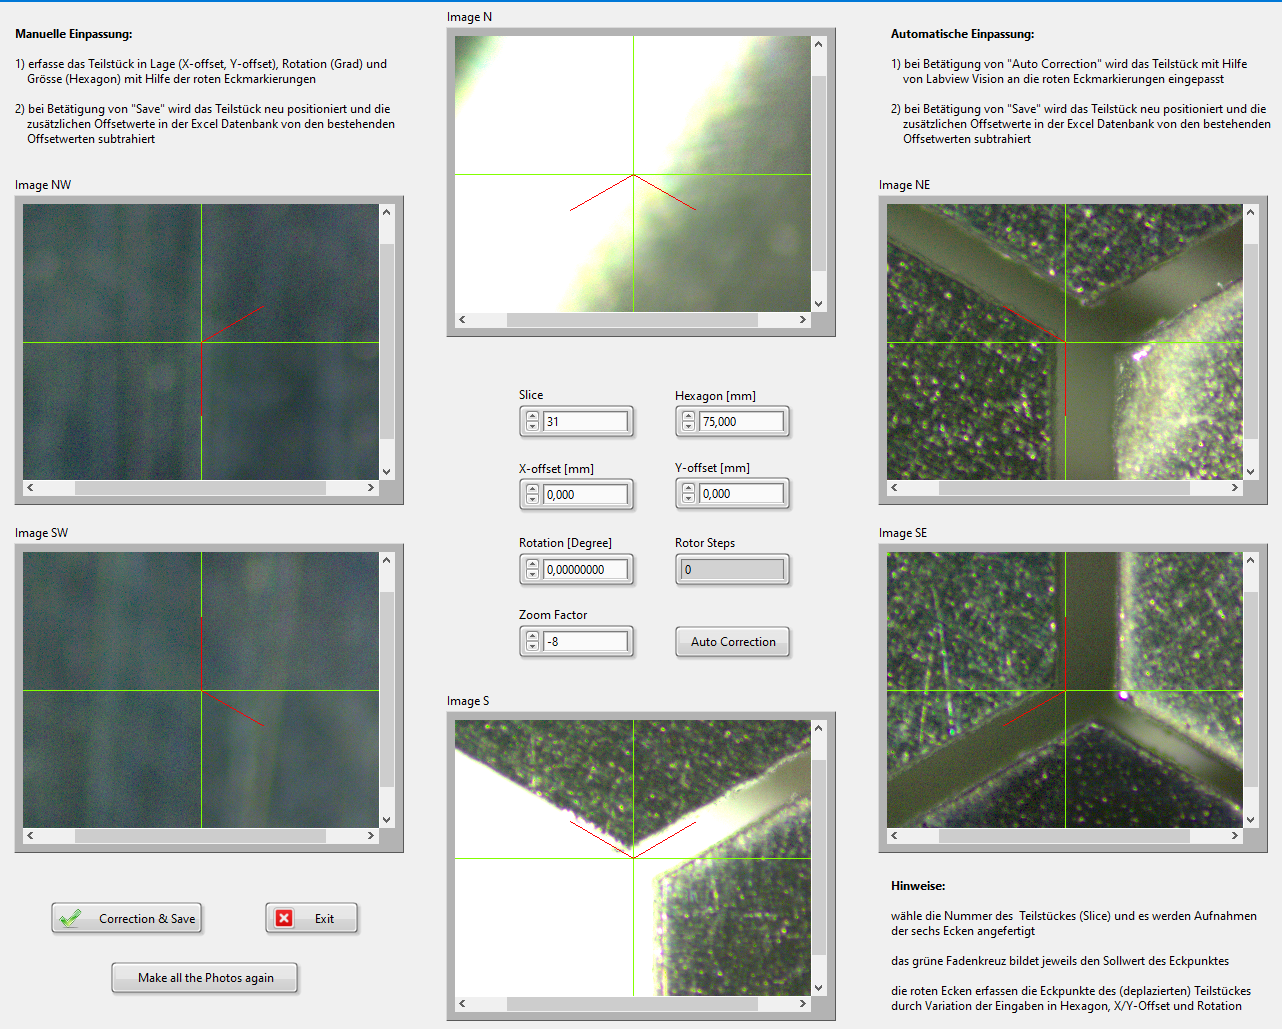 Image N
Manuelle Einpassung:
1) erfasse das Teilstück in Lage (X-offset, Y-offset), Rotation (Grad) und
Grösse (Hexagon) mit Hilfe der roten Eckmarkierungen
2) bei Betätigung von "Save" wird das Teilstück neu positioniert und die
zusätzlichen Offsetwerte in der Excel Datenbank von den bestehenden
Offsetwerten subtrahiert
Automatische Einpassung:
1) bei Betätigung von "Auto Correction" wird das Teilstück mit Hilfe
von Labview Vision an die roten Eckmarkierungen eingepasst
2) bei Betätigung von "Save" wird das Teilstück neu positioniert und die
zusätzlichen Offsetwerte in der Excel Datenbank von den bestehenden
Offsetwerten subtrahiert
Image NW
Image NE
Slice
31
Hexagon [mm]
75,000
X-offset [mm]
0,000
Y-offset [mm]
0,000
Image SW
Rotation [Degree]
0,00000000
Rotor Steps
0
Image SE
Zoom Factor
-8
Auto Correction
Image S
Correction & Save
Exit
Make all the Photos again
Hinweise:
wähle die Nummer des  Teilstückes (Slice) und es werden Aufnahmen
der sechs Ecken angefertigt
das grüne Fadenkreuz bildet jeweils den Sollwert des Eckpunktes
die roten Ecken erfassen die Eckpunkte des (deplazierten) Teilstückes
durch Variation der Eingaben in Hexagon, X/Y-Offset und Rotation